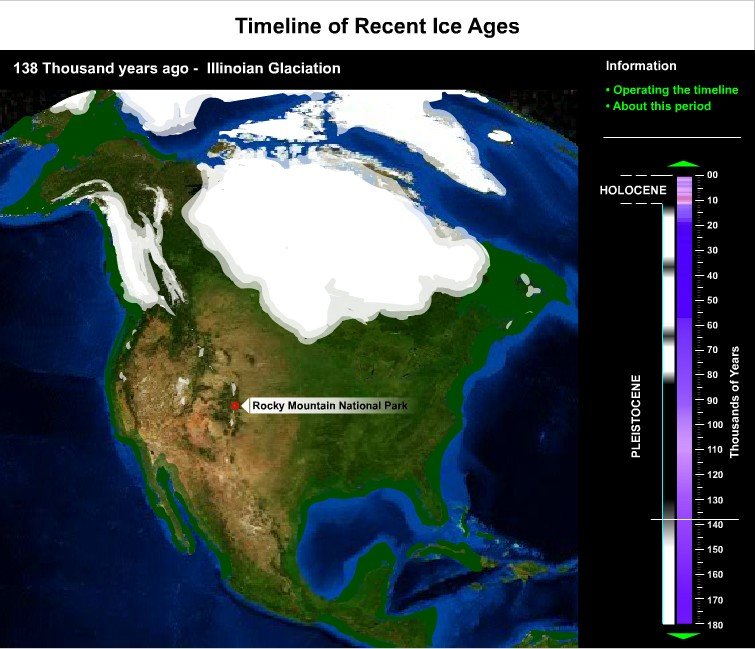 Timeline of Recent Ice Ages
138 Thousand years ago -  Illinoian Glaciation
Information
• Operating the timeline
• About this period
Rocky Mountain National Park
HOLOCENE
PLEISTOCENE
00
10
20
30
40
50
60
70
80
90
100
110
120
130
140
150
160
170
180
Thousands of Years